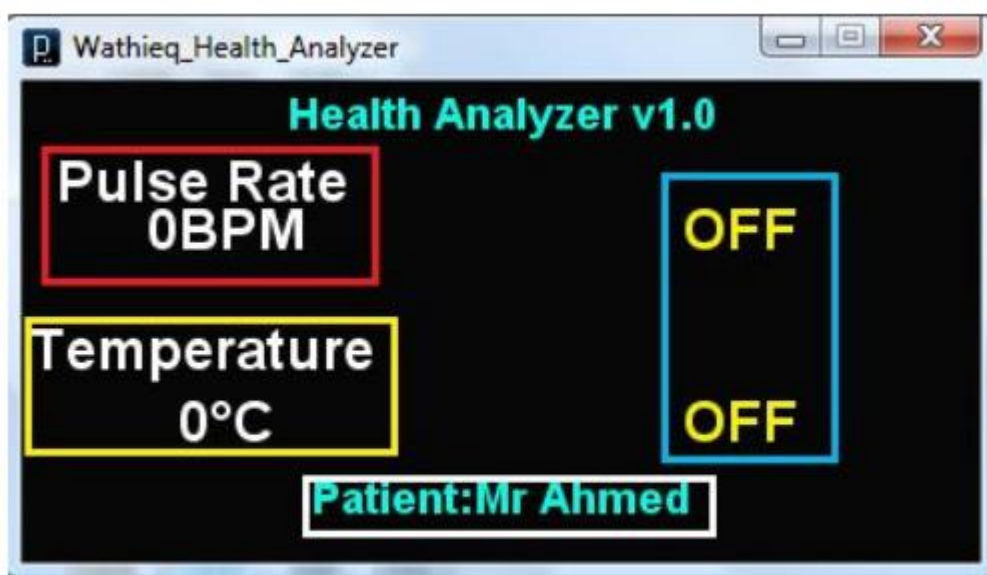 Wathieq_Health_Analyzer
Health Analyzer v1.0
Pulse Rate
0BPM
OFF
Temperature
0°C
OFF
Patient:Mr Ahmed